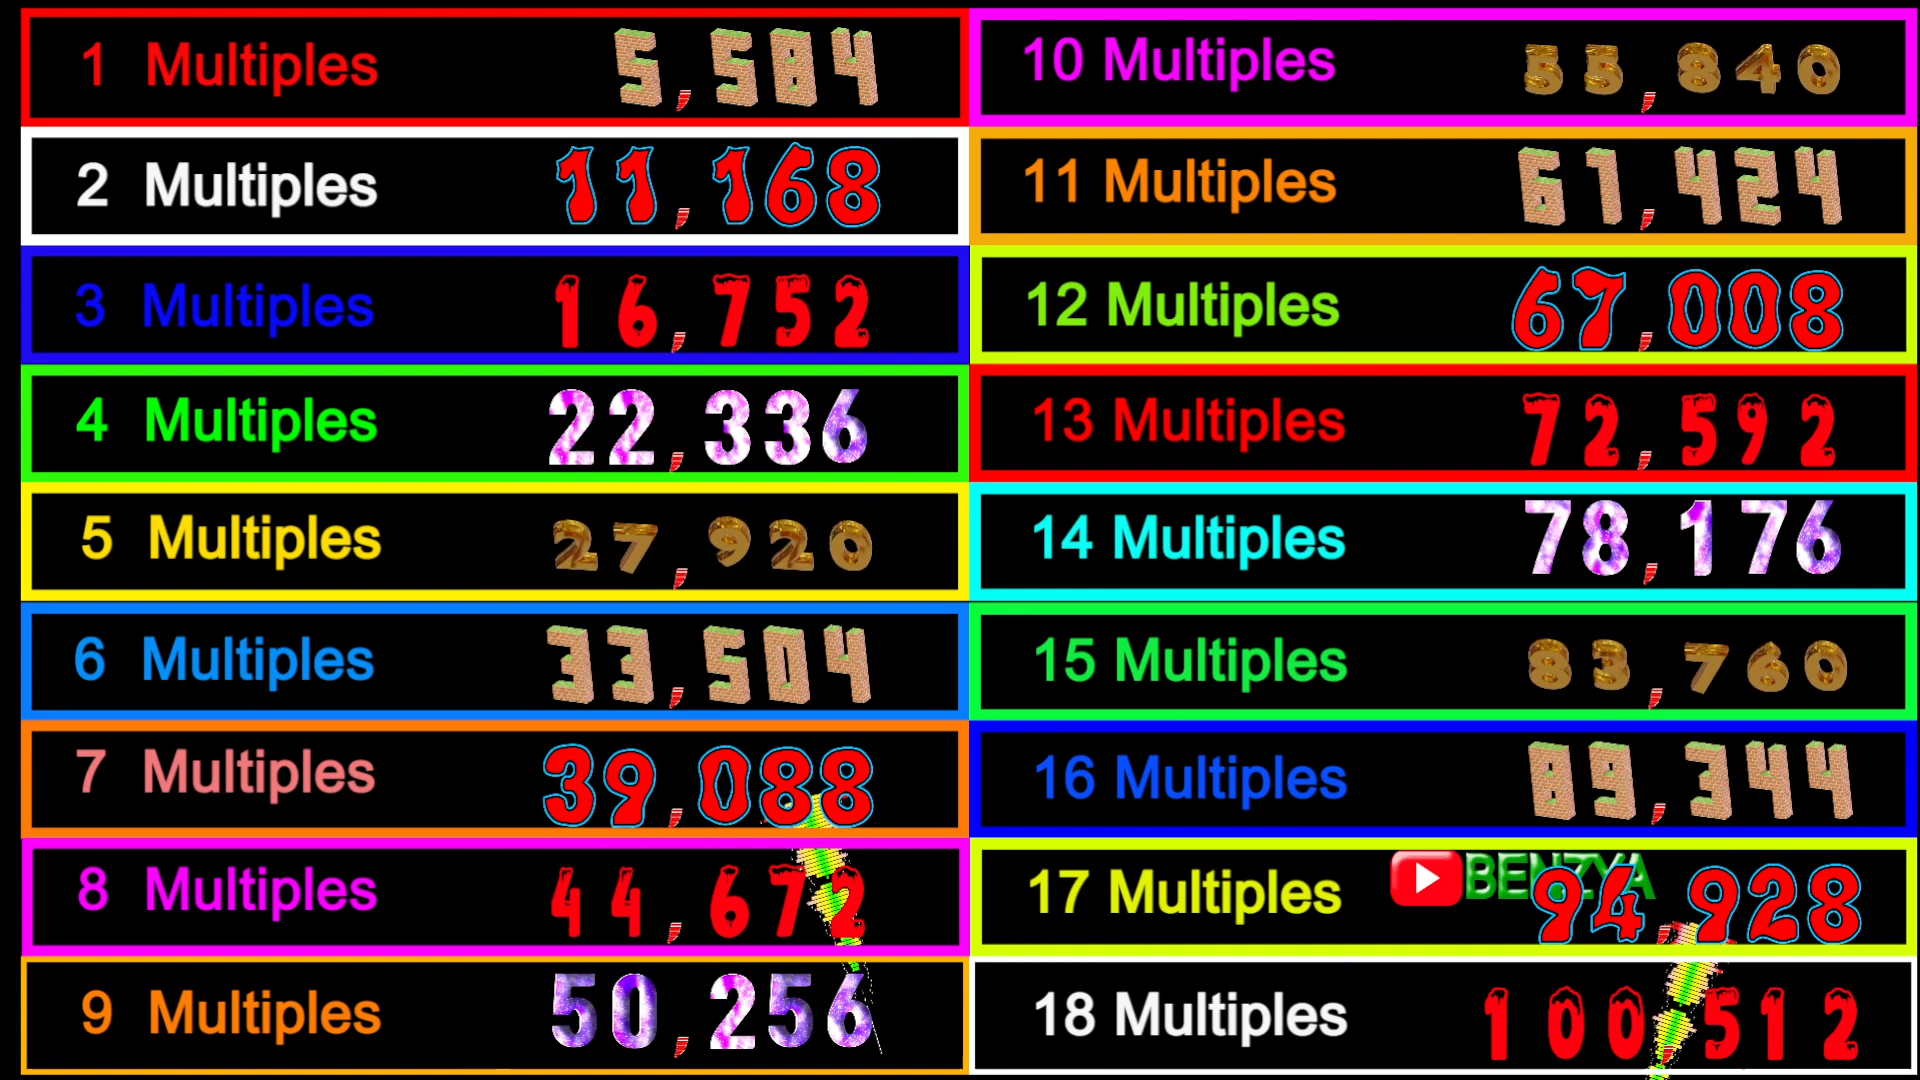 1 Multiples 5,584
2 Multiples 11,168
3 Multiples 16,752
4 Multiples 22,336
5 Multiples 27,920
6 Multiples 33,504
7 Multiples 39,088
8 Multiples 44,672
9 Multiples 50,256
10 Multiples 55,840
11 Multiples 61,424
12 Multiples 67,008
13 Multiples 72,592
14 Multiples 78,176
15 Multiples 83,760
16 Multiples 89,344
BENZYA
17 Multiples 94,928
18 Multiples 100,512